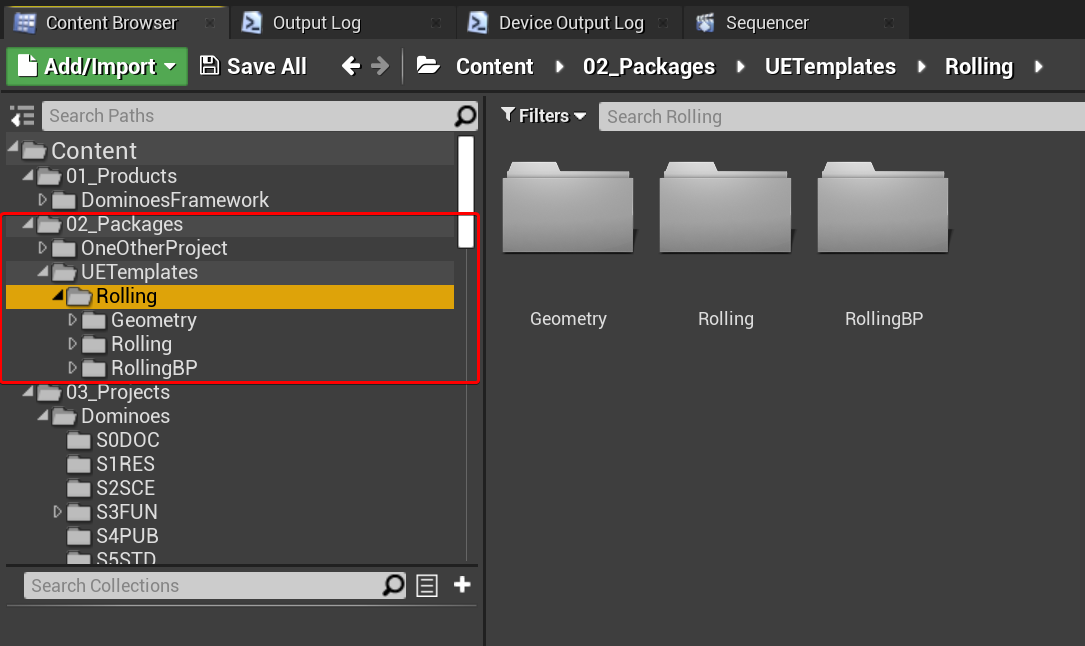 Content Browser
Output Log
Device Output Log
Sequencer
Add/Import
Save All
Content
02_Packages
UETemplates
Rolling
Search Paths
Content
01_Products
DominoesFramework
02_Packages
OneOtherProject
UETemplates
Rolling
Geometry
Rolling
RollingBP
03_Projects
Dominoes
S0DOC
S1RES
S2SCE
S3FUN
S4PUB
S5STD
Search Collections
Filters
Search Rolling
Geometry
Rolling
RollingBP